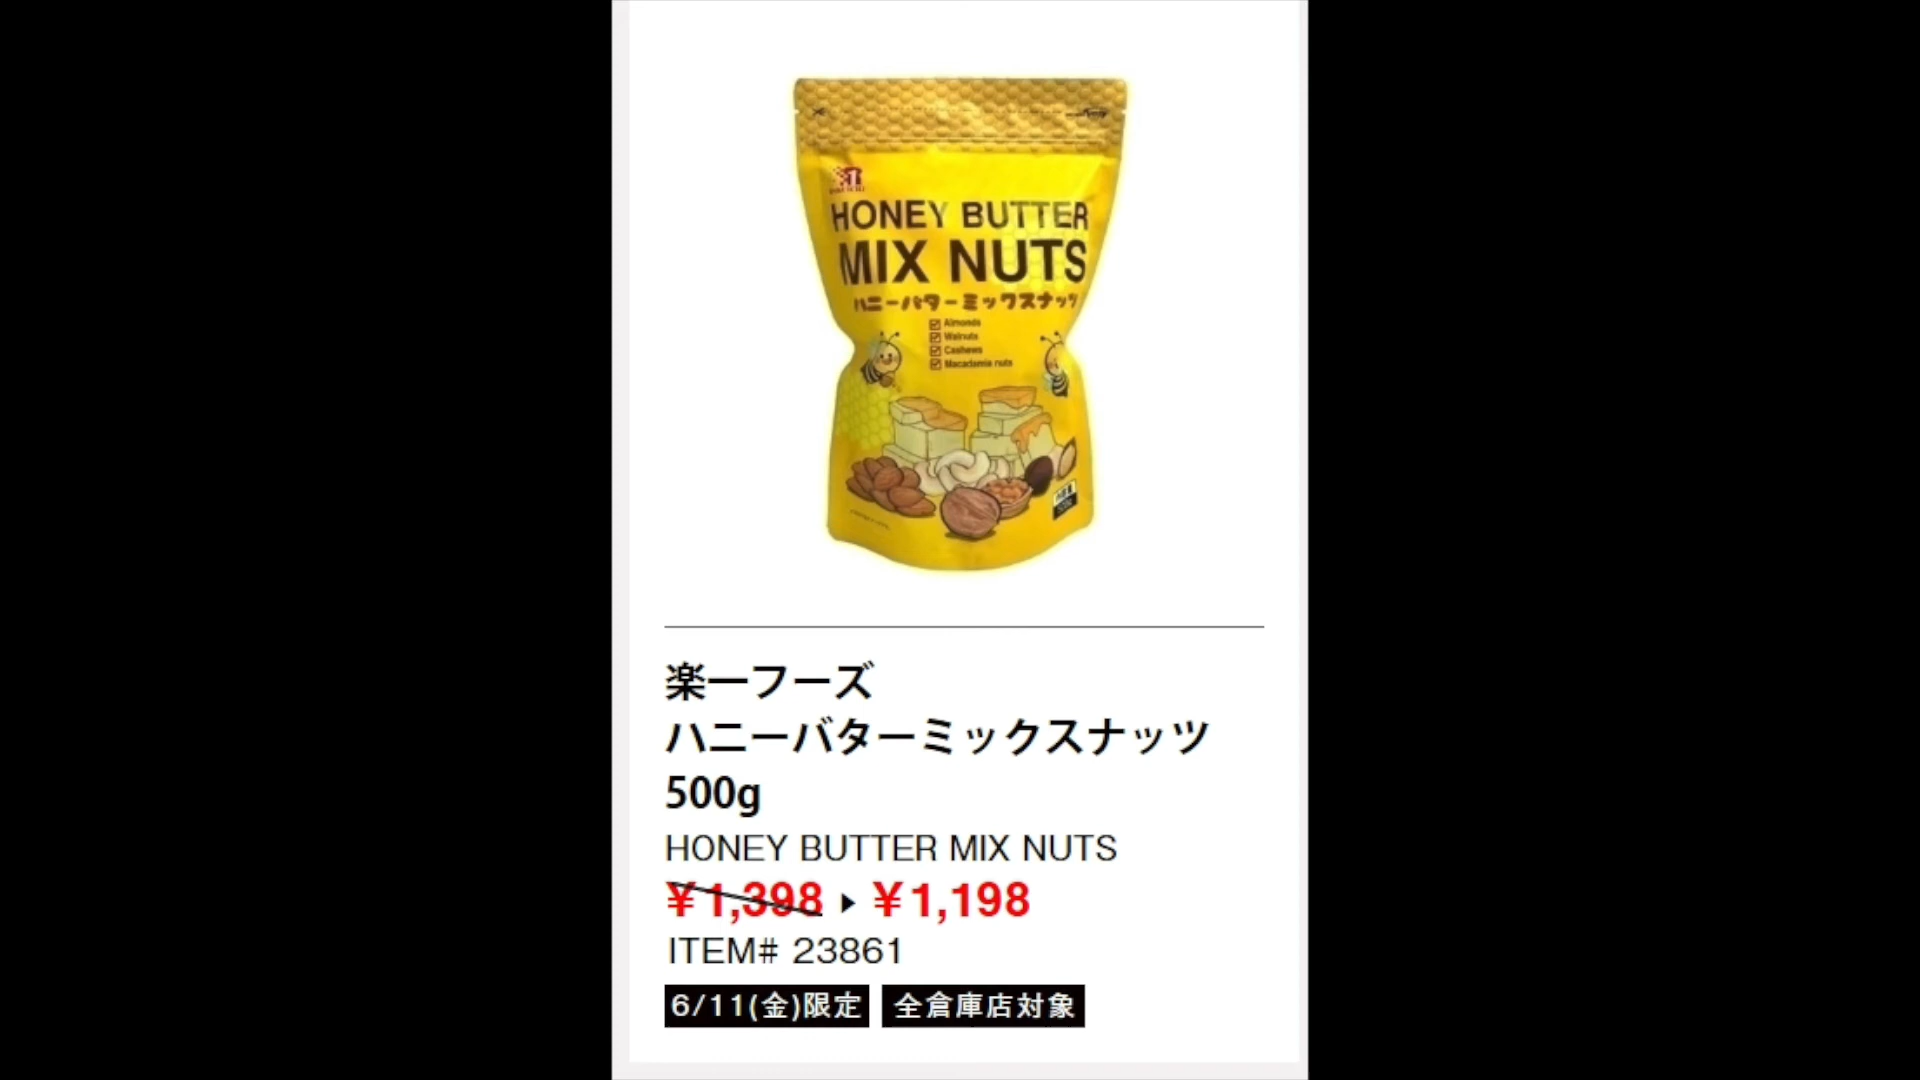 HONEY BUTTER
MIX NUTS
ハニーバターミックスナッツ
Almonds
Walnuts
Cashews
Macadamia nuts
楽一フーズ
ハニーバターミックスナッツ
500g
HONEY BUTTER MIX NUTS
¥1,398 ▶ ¥1,198
ITEM# 23861
6/11(金)限定 全倉庫店対象